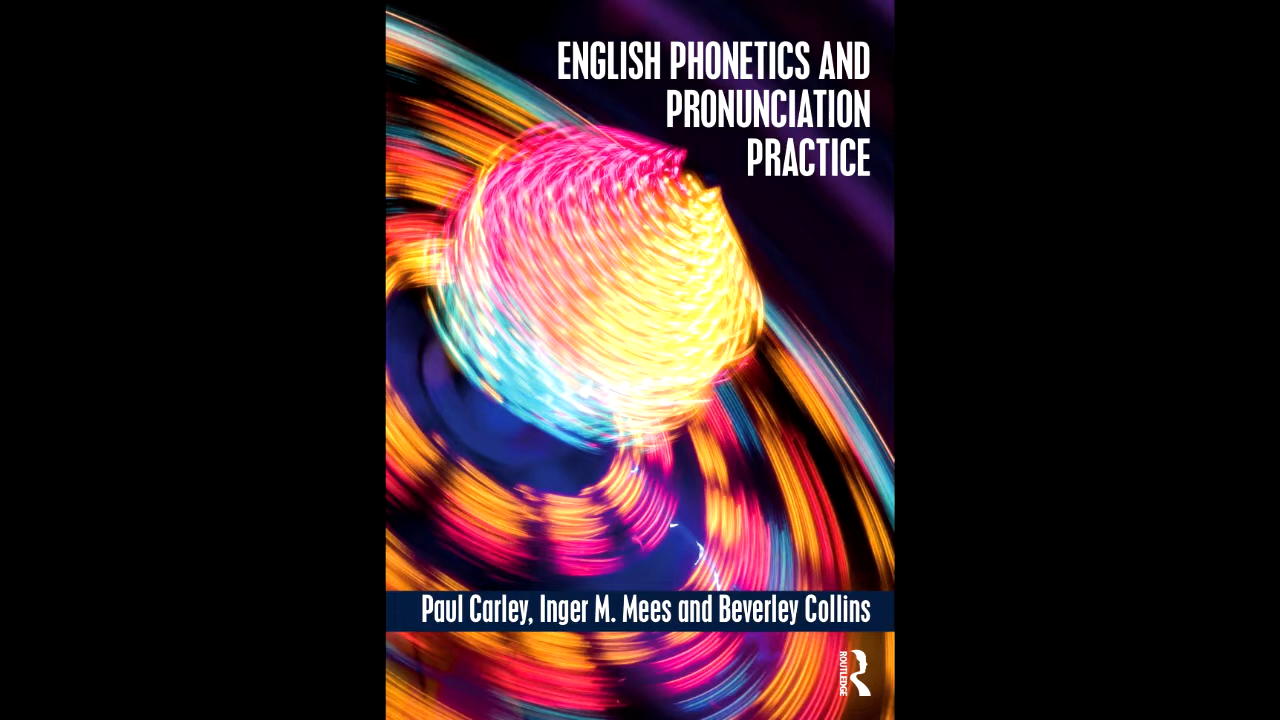 ENGLISH PHONETICS AND
PRONUNCIATION
PRACTICE
Paul Carley, Inger M. Mees and Beverley Collins
ROUTLEDGE